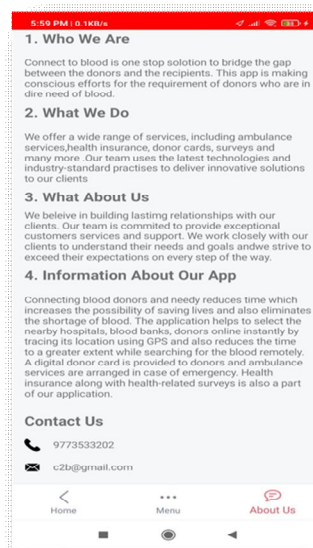 5:59 PM | 0.1KB/s
1. Who We Are
Connect to blood is one stop solotion to bridge the gap
between the donors and the recipients. This app is making
conscious efforts for the requirement of donors who are in
dire need of blood.
2. What We Do
We offer a wide range of services, including ambulance
services,health insurance, donor cards, surveys and
many more .Our team uses the latest technologies and
industry-standard practises to deliver innovative solutions
to our clients
3. What About Us
We beleive in building lastimg relationships with our
clients. Our team is commited to provide exceptional
customers services and support. We work closely with our
clients to understand their needs and goals andwe strive to
exceed their expectations on every step of the way.
4. Information About Our App
Connecting blood donors and needy reduces time which
increases the possibility of saving lives and also eliminates
the shortage of blood. The application helps to select the
nearby hospitals, blood banks, donors online instantly by
tracing its location using GPS and also reduces the time
to a greater extent while searching for the blood remotely.
A digital donor card is provided to donors and ambulance
services are arranged in case of emergency. Health
insurance along with health-related surveys is also a part
of our application.
Contact Us
9773533202
c2b@gmail.com
Home
Menu
About Us